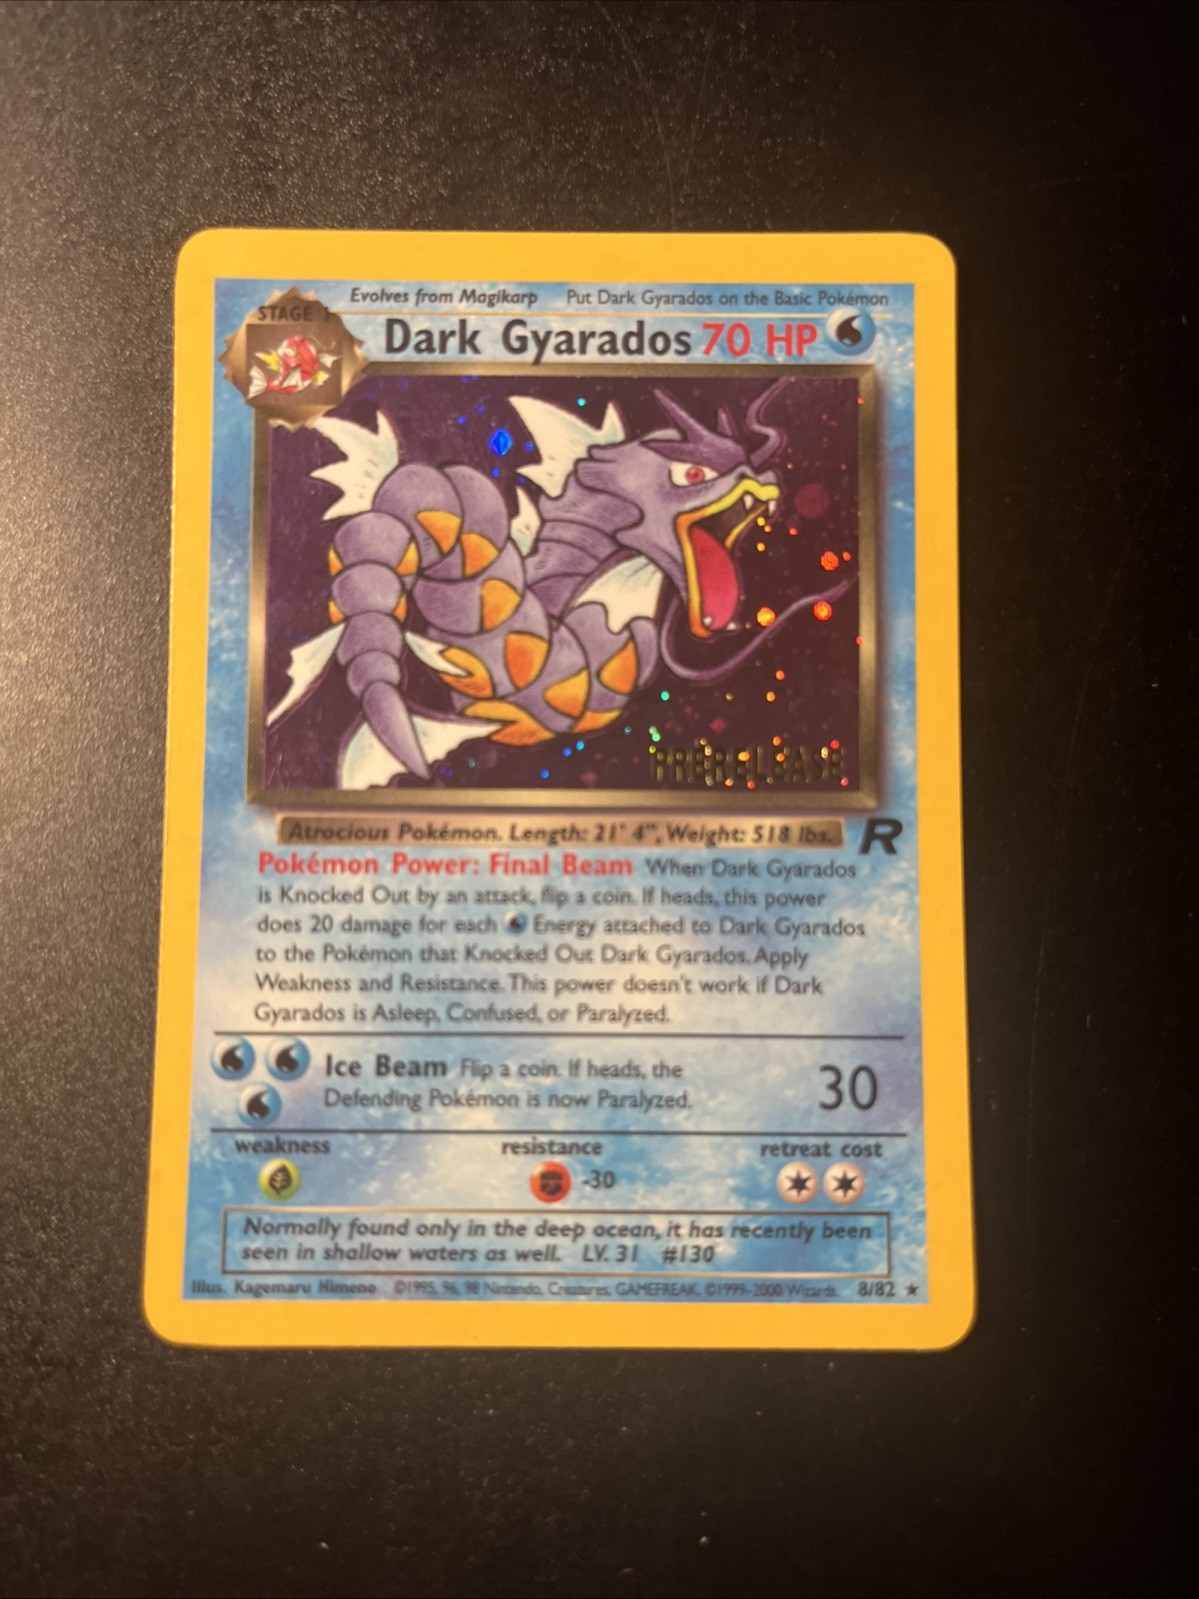 Evolves from Magikarp Put Dark Gyarados on the Basic Pokémon
STAGE 1
Dark Gyarados 70 HP
PRERELEASE
Atrocious Pokémon. Length: 21' 4", Weight: 518 lbs.
R
Pokémon Power: Final Beam When Dark Gyarados
is Knocked Out by an attack, flip a coin. If heads, this power
does 20 damage for each Energy attached to Dark Gyarados
to the Pokémon that Knocked Out Dark Gyarados. Apply
Weakness and Resistance. This power doesn't work if Dark
Gyarados is Asleep, Confused, or Paralyzed.
Ice Beam Flip a coin. If heads, the
Defending Pokémon is now Paralyzed.
30
weakness resistance retreat cost
-30
Normally found only in the deep ocean, it has recently been
seen in shallow waters as well. LV. 31 #130
Illus. Kagemaru Himeno ©1995, 96, 98 Nintendo, Creatures, GAMEFREAK. ©1999-2000 Wizards. 8/82 ★